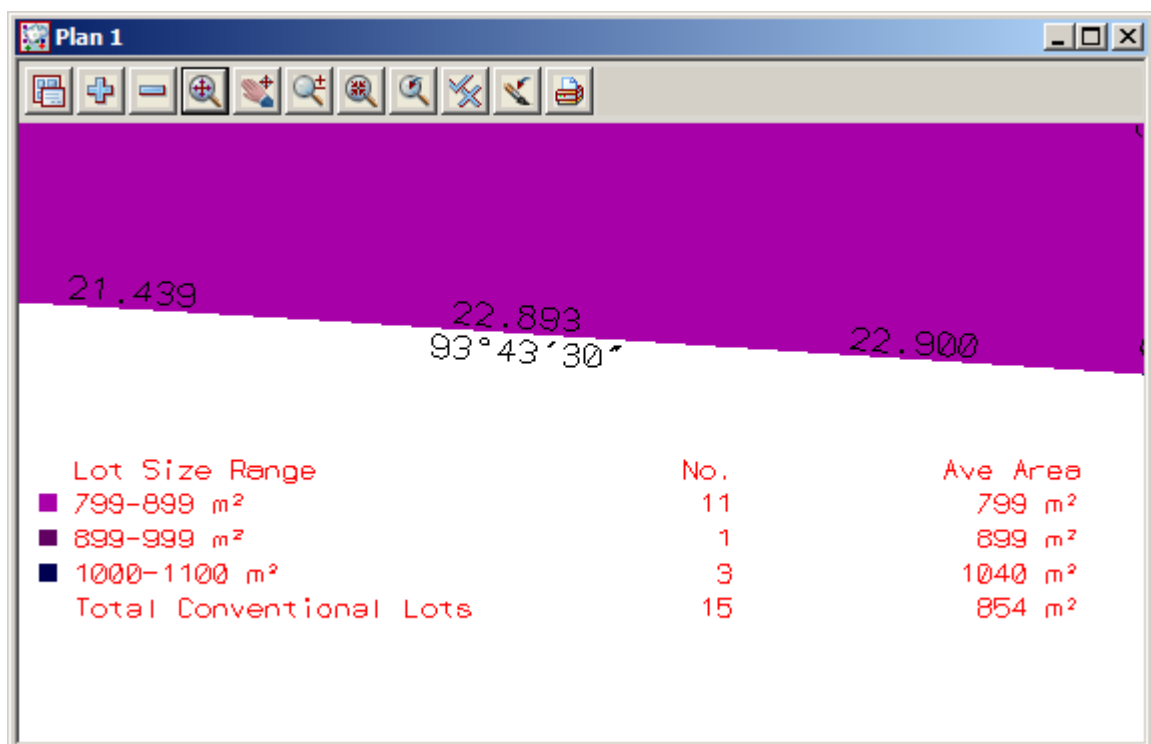 Plan 1
21.439
22.893
22.900
93°43′30″
Lot Size Range No. Ave Area
799-899 m² 11 799 m²
899-999 m² 1 899 m²
1000-1100 m² 3 1040 m²
Total Conventional Lots 15 854 m²